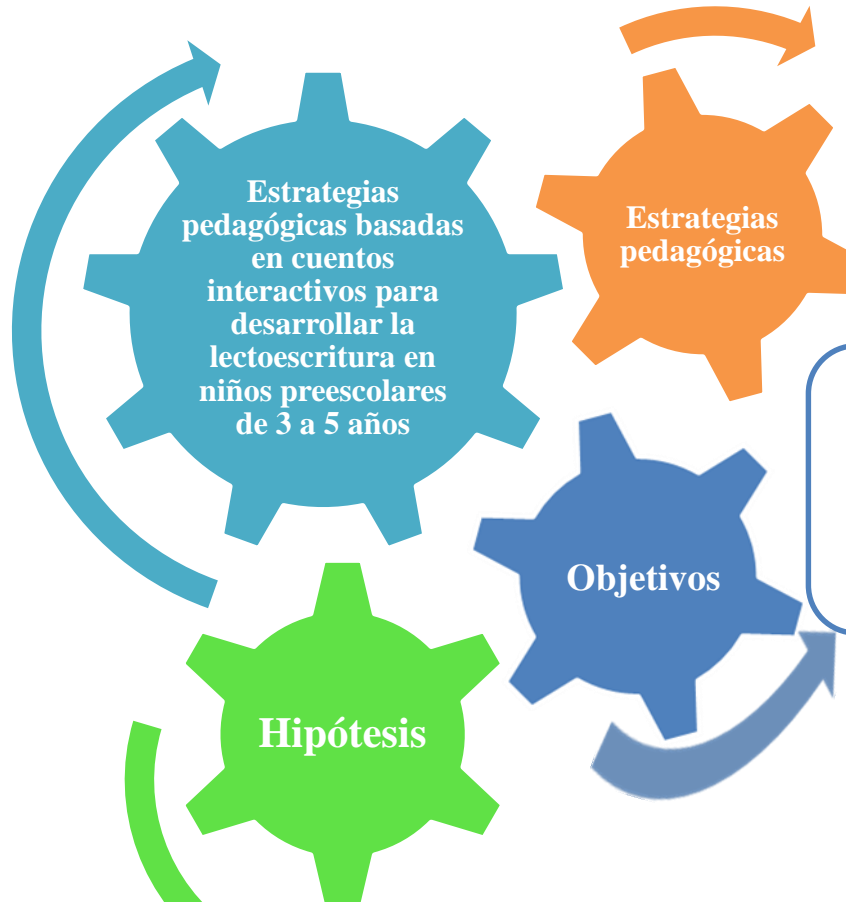 Estrategias
pedagógicas basadas
en cuentos
interactivos para
desarrollar la
lectoescritura en
niños preescolares
de 3 a 5 años
Estrategias
pedagógicas
Objetivos
Hipótesis